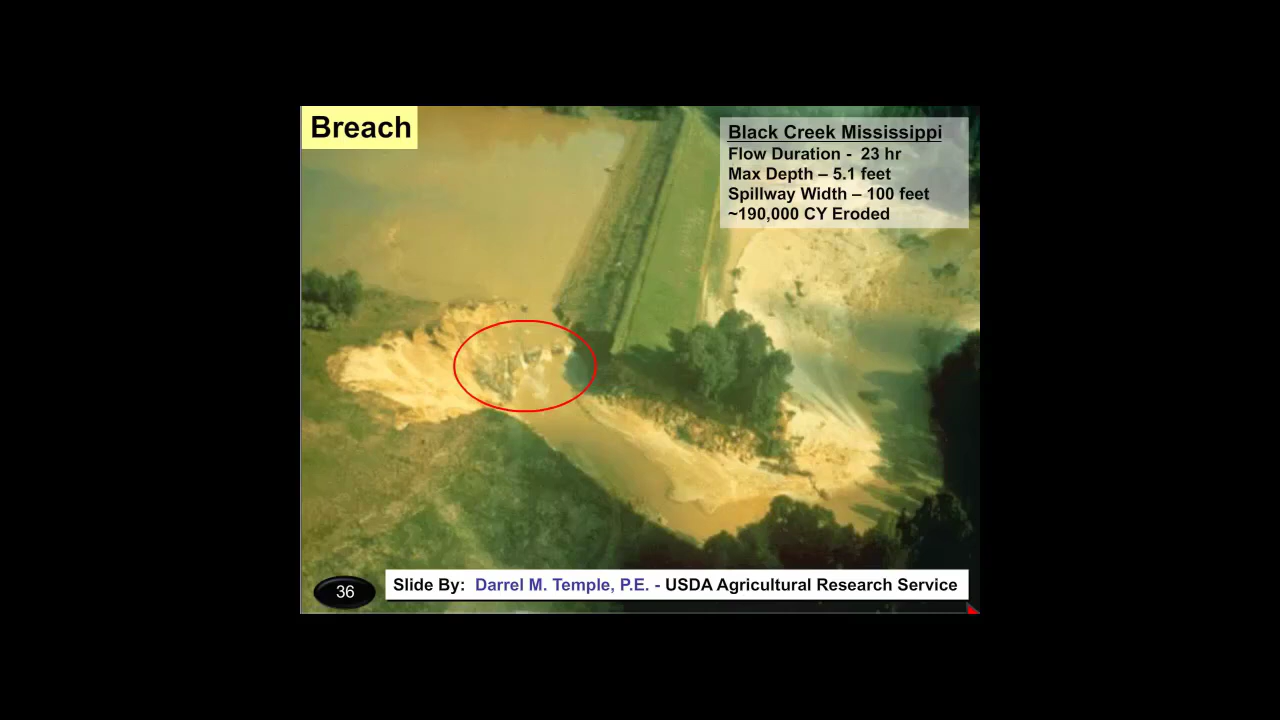 Breach
Black Creek Mississippi
Flow Duration -  23 hr
Max Depth – 5.1 feet
Spillway Width – 100 feet
~190,000 CY Eroded
36
Slide By:  Darrel M. Temple, P.E. - USDA Agricultural Research Service